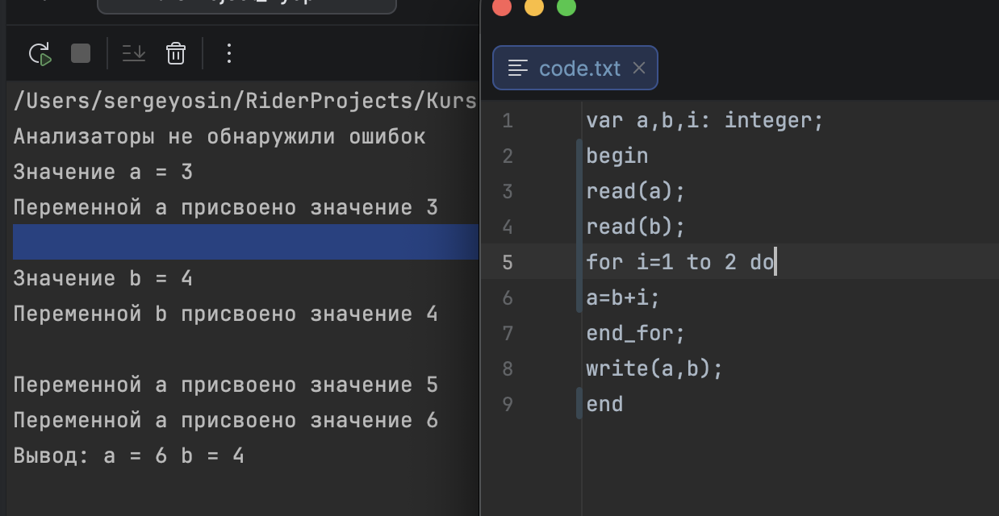 /Users/sergeyosin/RiderProjects/Kurs
Анализаторы не обнаружили ошибок
Значение a = 3
Переменной a присвоено значение 3
Значение b = 4
Переменной b присвоено значение 4
Переменной a присвоено значение 5
Переменной a присвоено значение 6
Вывод: a = 6 b = 4
code.txt
1 var a,b,i: integer;
2 begin
3 read(a);
4 read(b);
5 for i=1 to 2 do
6 a=b+i;
7 end_for;
8 write(a,b);
9 end